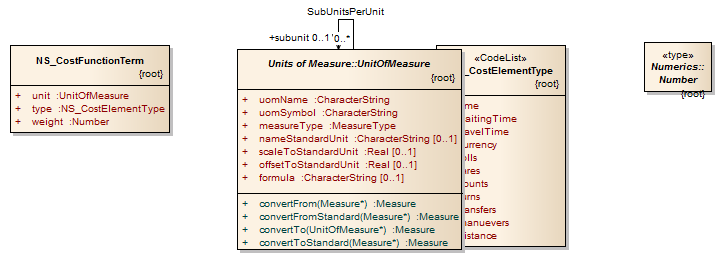 SubUnitsPerUnit
+subunit 0..1 0..*
NS_CostFunctionTerm
{root}
+ unit :UnitOfMeasure
+ type :NS_CostElementType
+ weight :Number
Units of Measure::UnitOfMeasure
{root}
+ uomName :CharacterString
+ uomSymbol :CharacterString
+ measureType :MeasureType
+ nameStandardUnit :CharacterString [0..1]
+ scaleToStandardUnit :Real [0..1]
+ offsetToStandardUnit :Real [0..1]
+ formula :CharacterString [0..1]
+ convertFrom(Measure*) :Measure
+ convertFromStandard(Measure*) :Measure
+ convertTo(UnitOfMeasure*) :Measure
+ convertToStandard(Measure*) :Measure
«CodeList»
_CostElementType
{root}
me
aitingTime
avelTime
urrency
olls
ares
ounts
urns
ansfers
anuevers
istance
«type»
Numerics::
Number
{root}